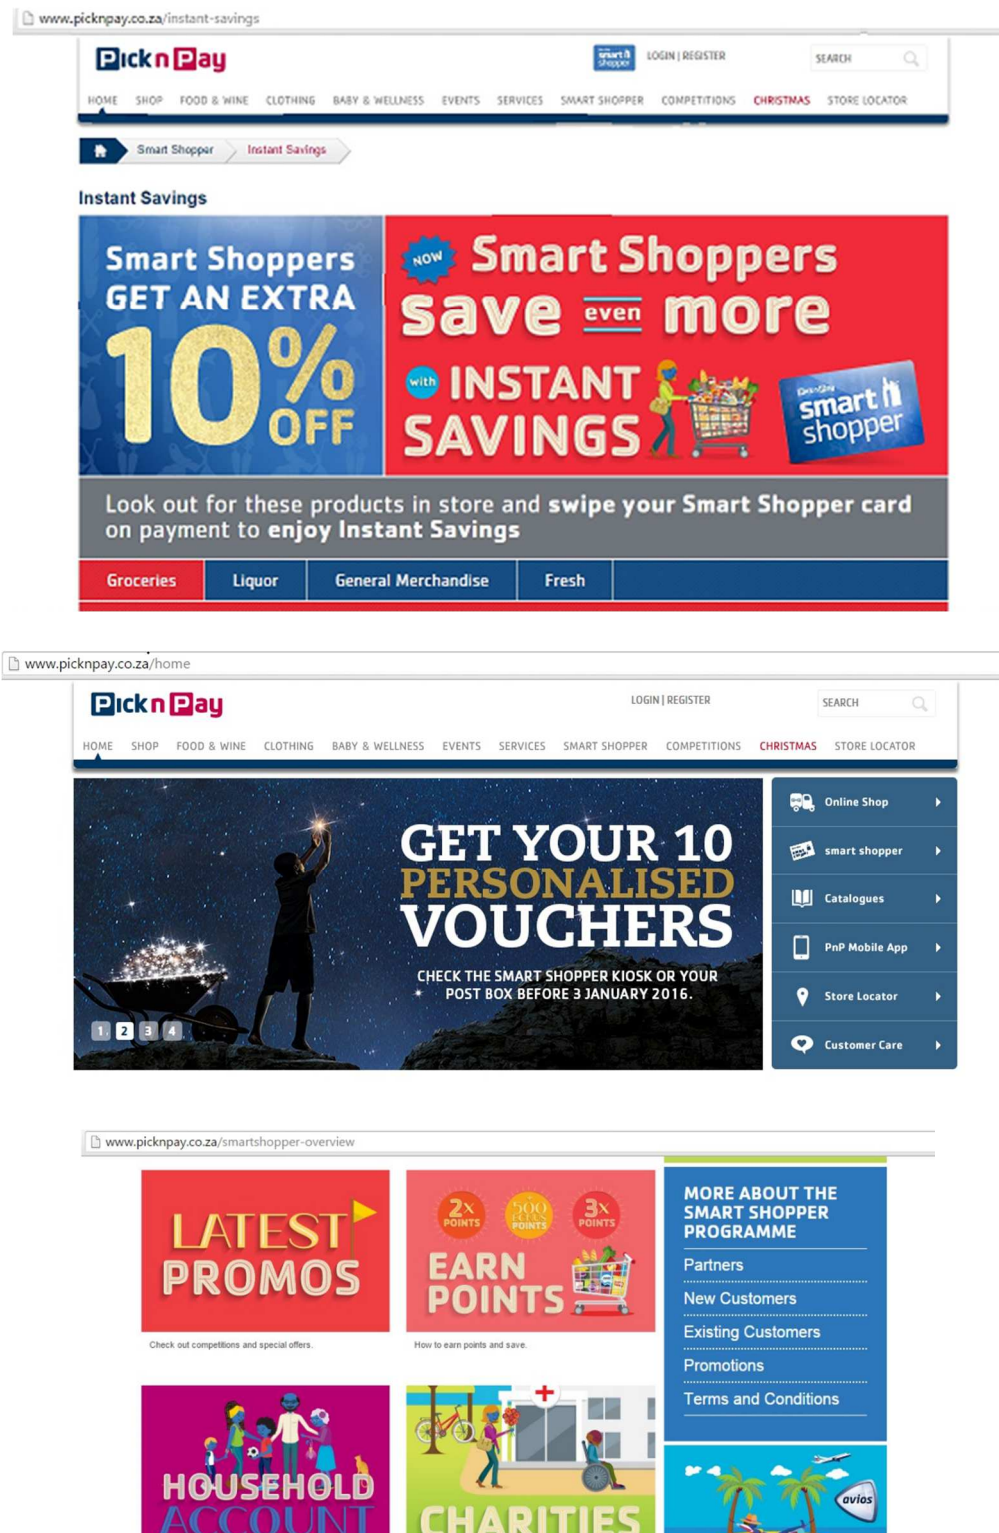 www.picknpay.co.za/instant-savings
Pick n Pay
smart shopper
LOGIN | REGISTER
SEARCH
HOME SHOP FOOD & WINE CLOTHING BABY & WELLNESS EVENTS SERVICES SMART SHOPPER COMPETITIONS CHRISTMAS STORE LOCATOR
Smart Shopper Instant Savings
Instant Savings
Smart Shoppers
GET AN EXTRA
10%
OFF
NOW Smart Shoppers
save even more
with INSTANT
SAVINGS
smart
shopper
Look out for these products in store and swipe your Smart Shopper card
on payment to enjoy Instant Savings
Groceries Liquor General Merchandise Fresh
www.picknpay.co.za/home
Pick n Pay
LOGIN | REGISTER
SEARCH
HOME SHOP FOOD & WINE CLOTHING BABY & WELLNESS EVENTS SERVICES SMART SHOPPER COMPETITIONS CHRISTMAS STORE LOCATOR
GET YOUR 10
PERSONALISED
VOUCHERS
CHECK THE SMART SHOPPER KIOSK OR YOUR
POST BOX BEFORE 3 JANUARY 2016.
1 2 3 4
Online Shop
smart shopper
Catalogues
PnP Mobile App
Store Locator
Customer Care
www.picknpay.co.za/smartshopper-overview
LATEST
PROMOS
Check out competitions and special offers.
2X
POINTS
500
POINTS
3X
POINTS
EARN
POINTS
How to earn points and save.
MORE ABOUT THE
SMART SHOPPER
PROGRAMME
Partners
New Customers
Existing Customers
Promotions
Terms and Conditions
HOUSEHOLD
ACCOUNT
CHARITIES
avios